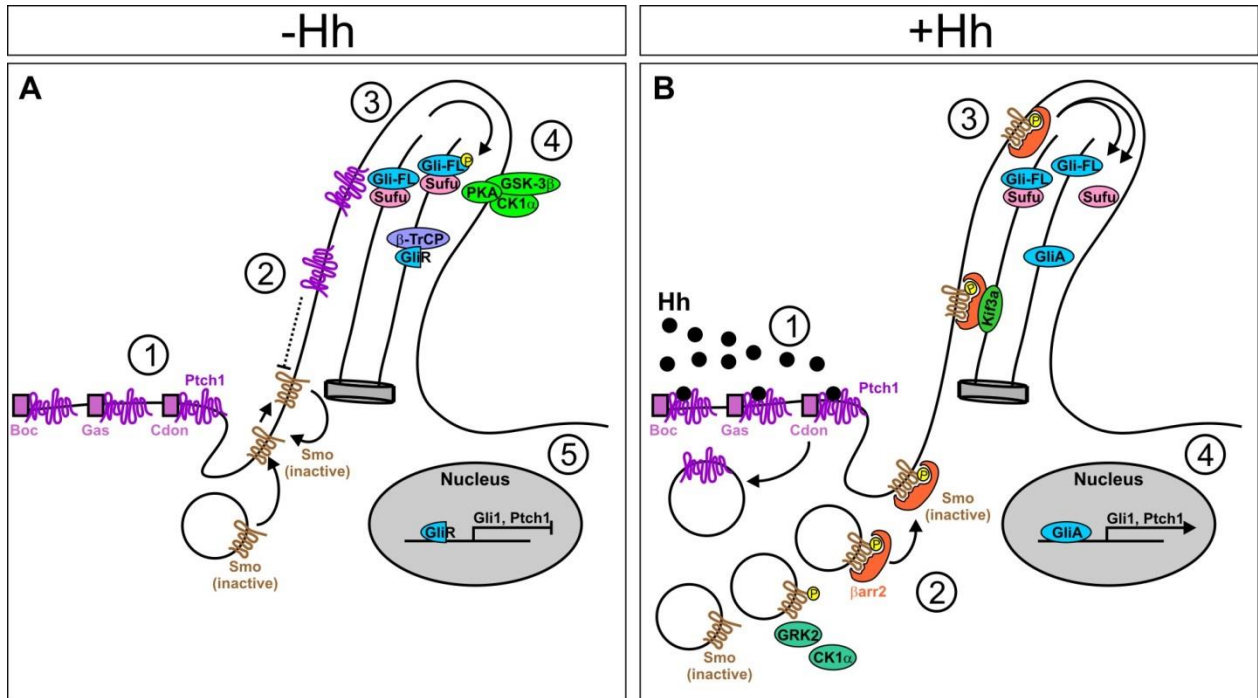 -Hh
A
3
4
Gli-FL
P
Gli-FL
Sufu
Sufu
GSK-3β
PKA
CK1α
β-TrCP
GliR
2
1
Ptch1
Boc
Gas
Cdon
Smo
(inactive)
Smo
(inactive)
5
Nucleus
GliR
Gli1, Ptch1
+Hh
B
3
P
Gli-FL
Gli-FL
Sufu
Sufu
GliA
P
Kif3a
Hh
1
Ptch1
Boc
Gas
Cdon
P
Smo
(inactive)
P
βarr2
2
P
GRK2
CK1α
Smo
(inactive)
4
Nucleus
GliA
Gli1, Ptch1